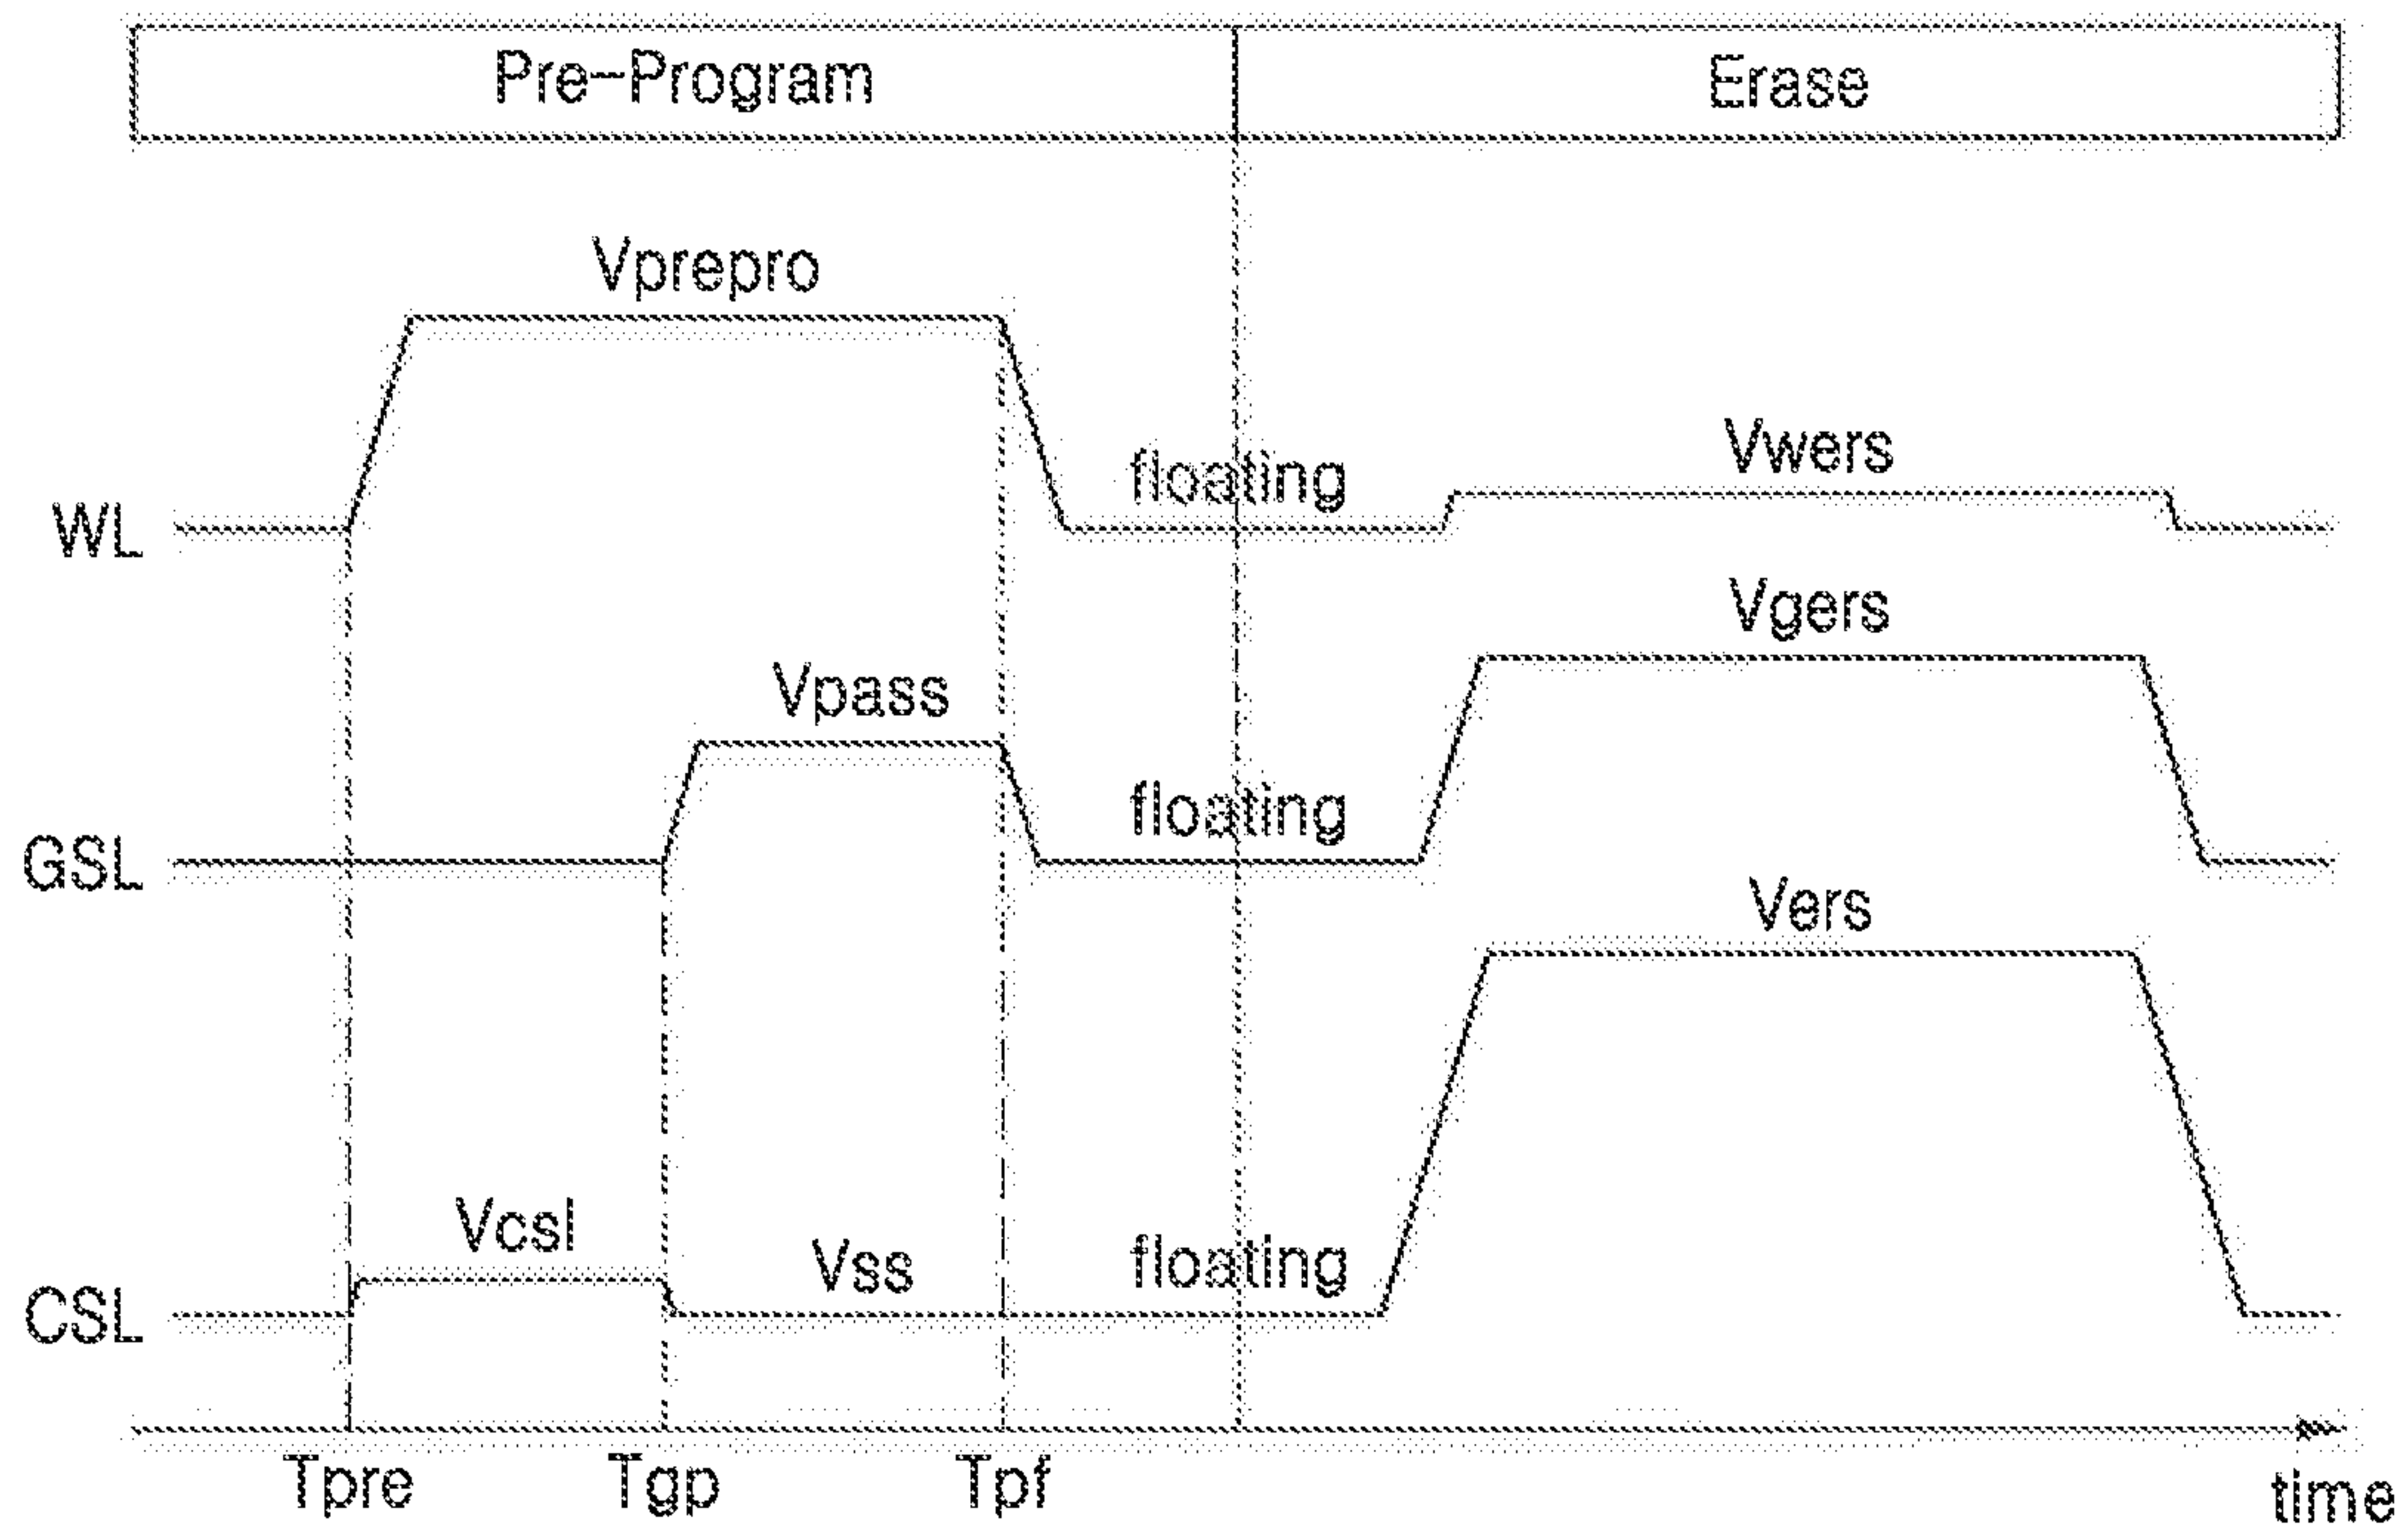 Pre-Program
Erase
Vprepro
WL
floating
Vwers
Vgers
Vpass
GSL
floating
Vers
Vcsl
Vss
CSL
floating
Tpre
Tgp
Tpf
time